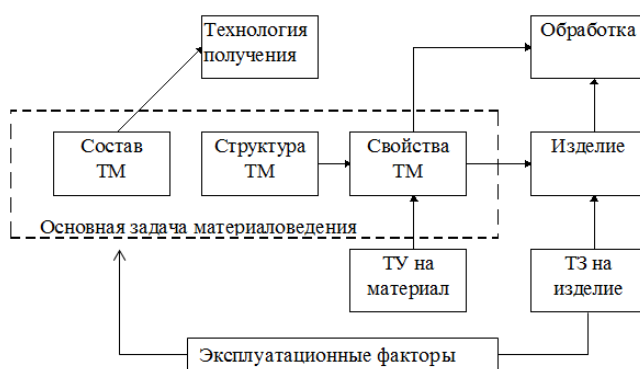 Технология
получения
Обработка
Состав
ТМ
Структура
ТМ
Свойства
ТМ
Изделие
Основная задача материаловедения
ТУ на
материал
ТЗ на
изделие
Эксплуатационные факторы